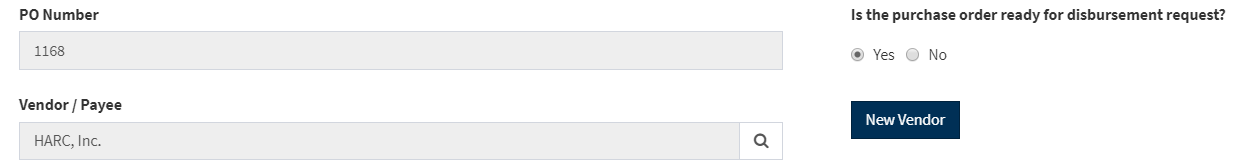 PO Number
1168
Vendor / Payee
HARC, Inc.
Is the purchase order ready for disbursement request?
Yes No
New Vendor